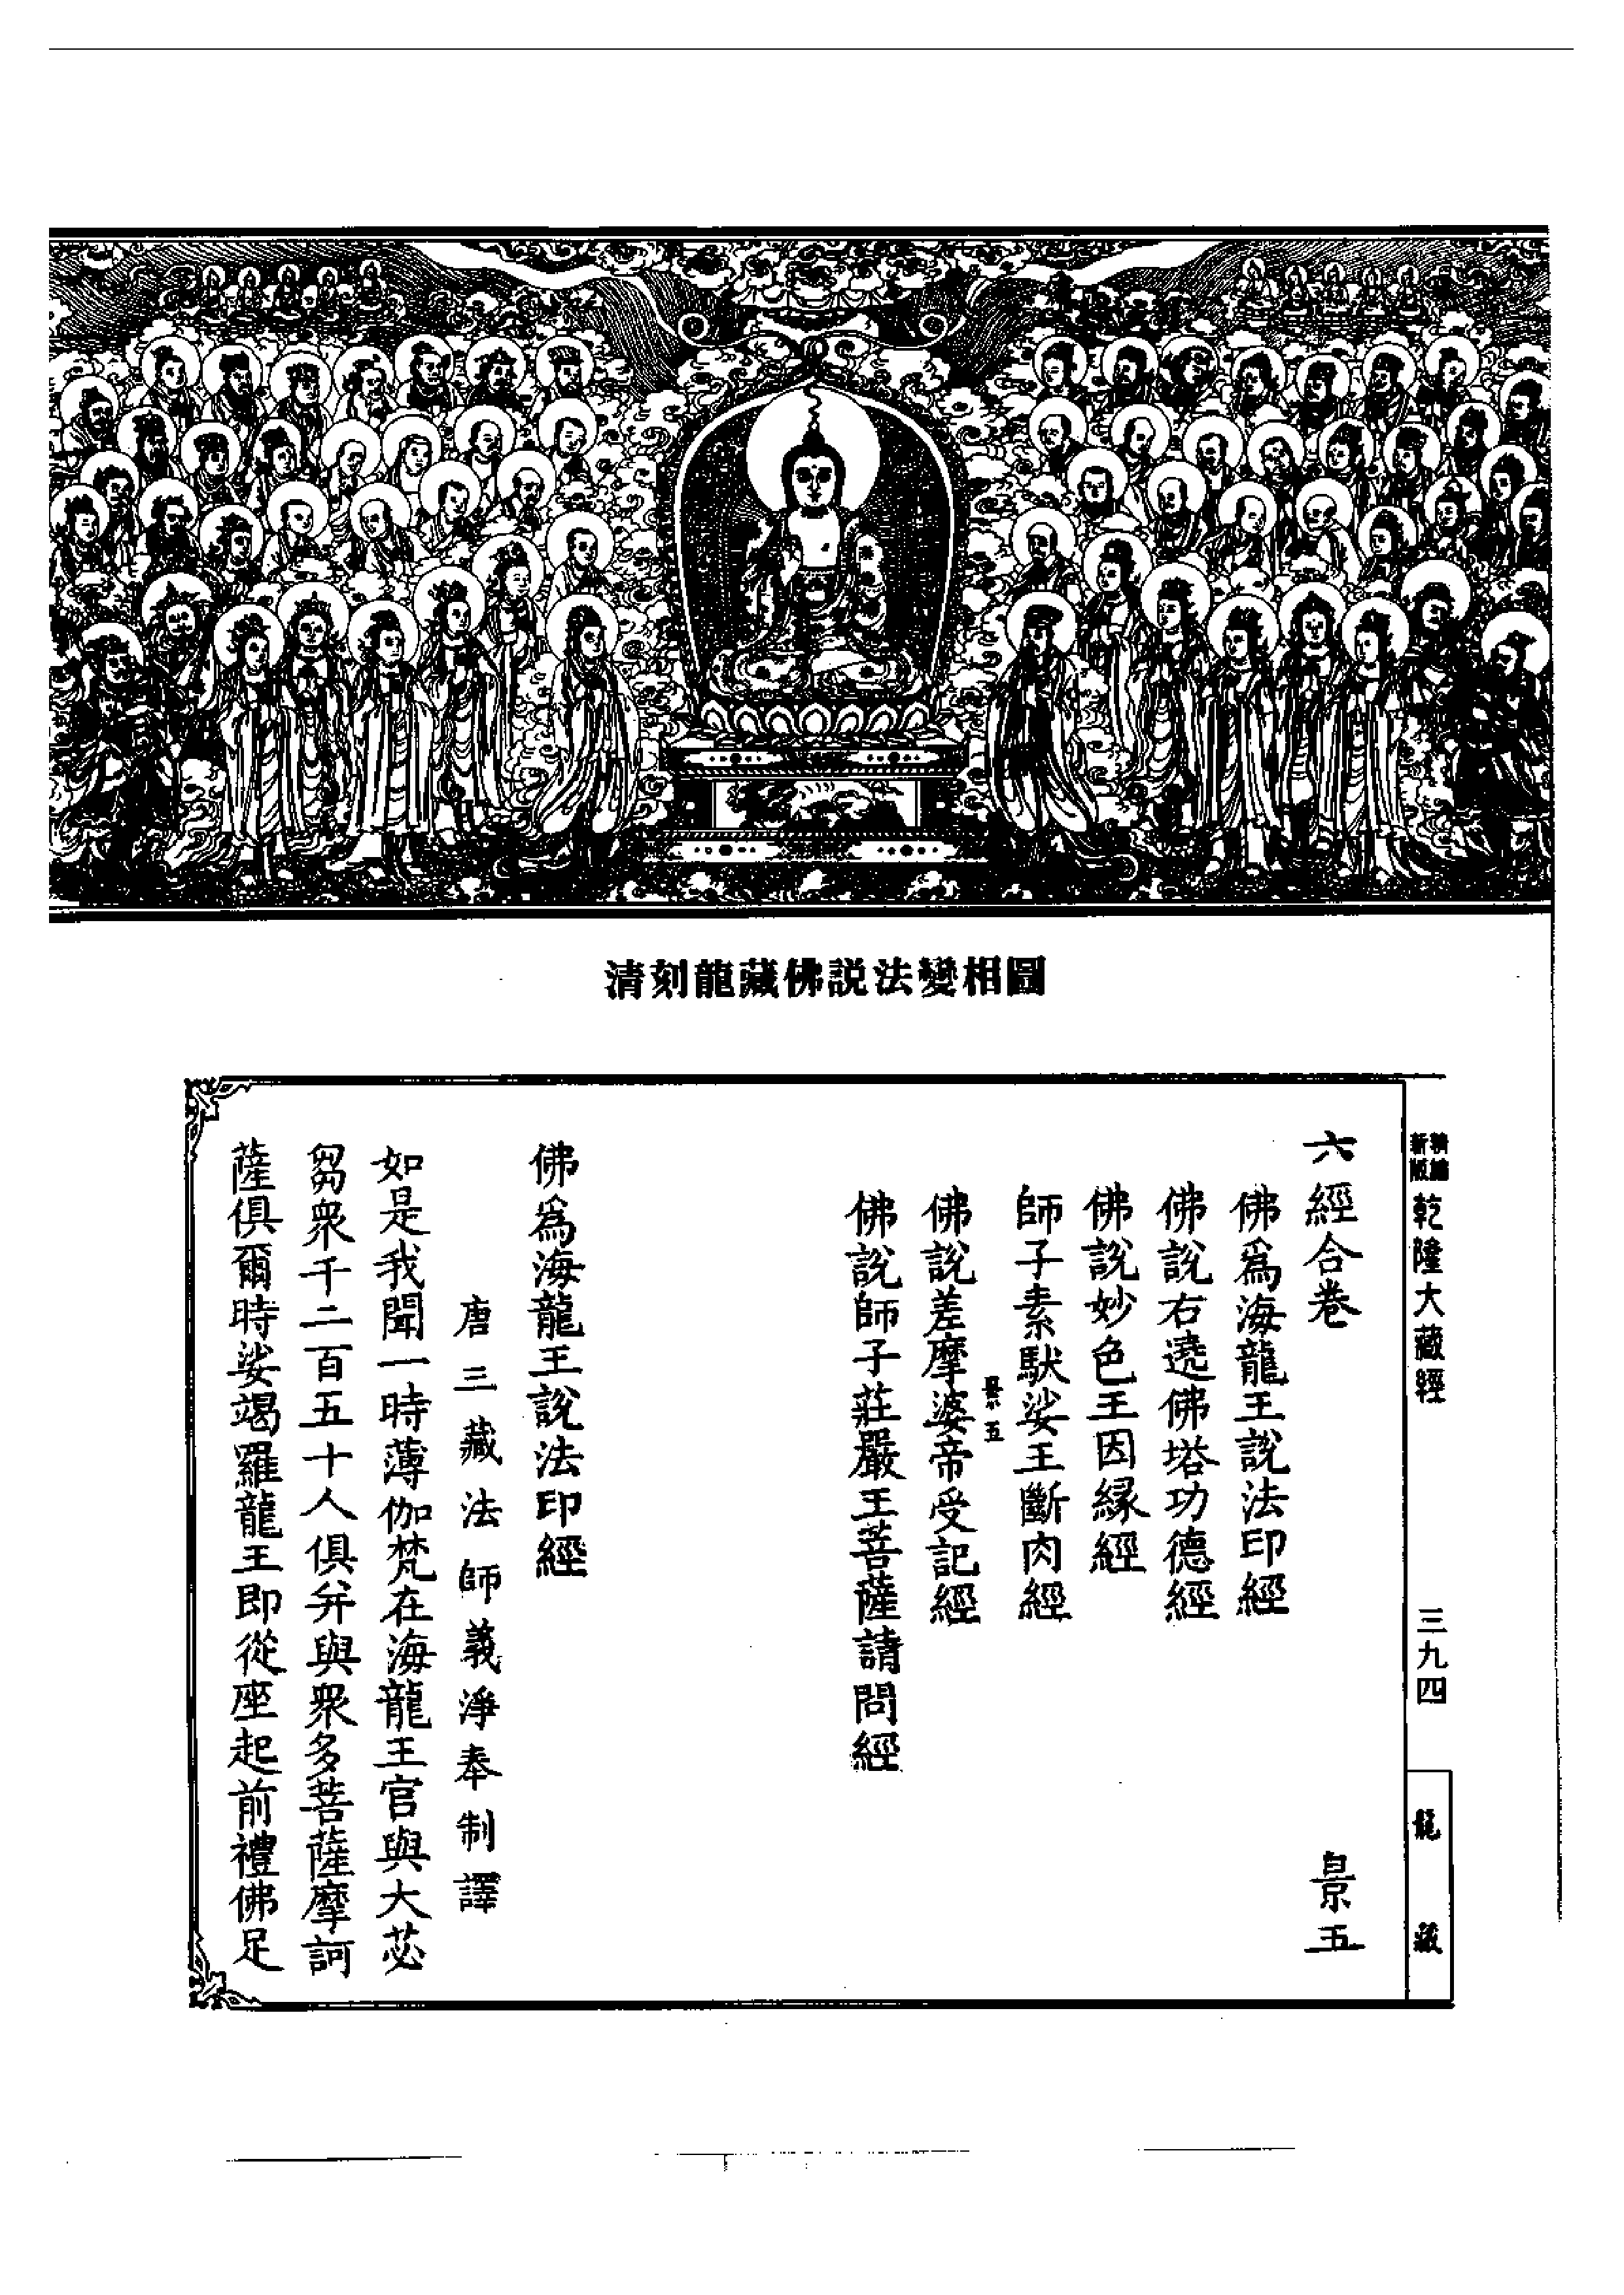 清刻龍藏佛説法變相圖
新版
精編
乾隆大藏經
三九四
龍藏
六經合卷 景五
佛爲海龍王說法印經
佛說右遶佛塔功德經
佛說妙色王因緣經
師子素馱娑王斷肉經
景五
佛說差摩婆帝受記經
佛說師子莊嚴王菩薩請問經
佛爲海龍王說法印經
唐三藏法師義淨奉制譯
如是我聞一時薄伽梵在海龍王宮與大苾
芻衆千二百五十人俱并與衆多菩薩摩訶
薩俱爾時娑竭羅龍王即從座起前禮佛足